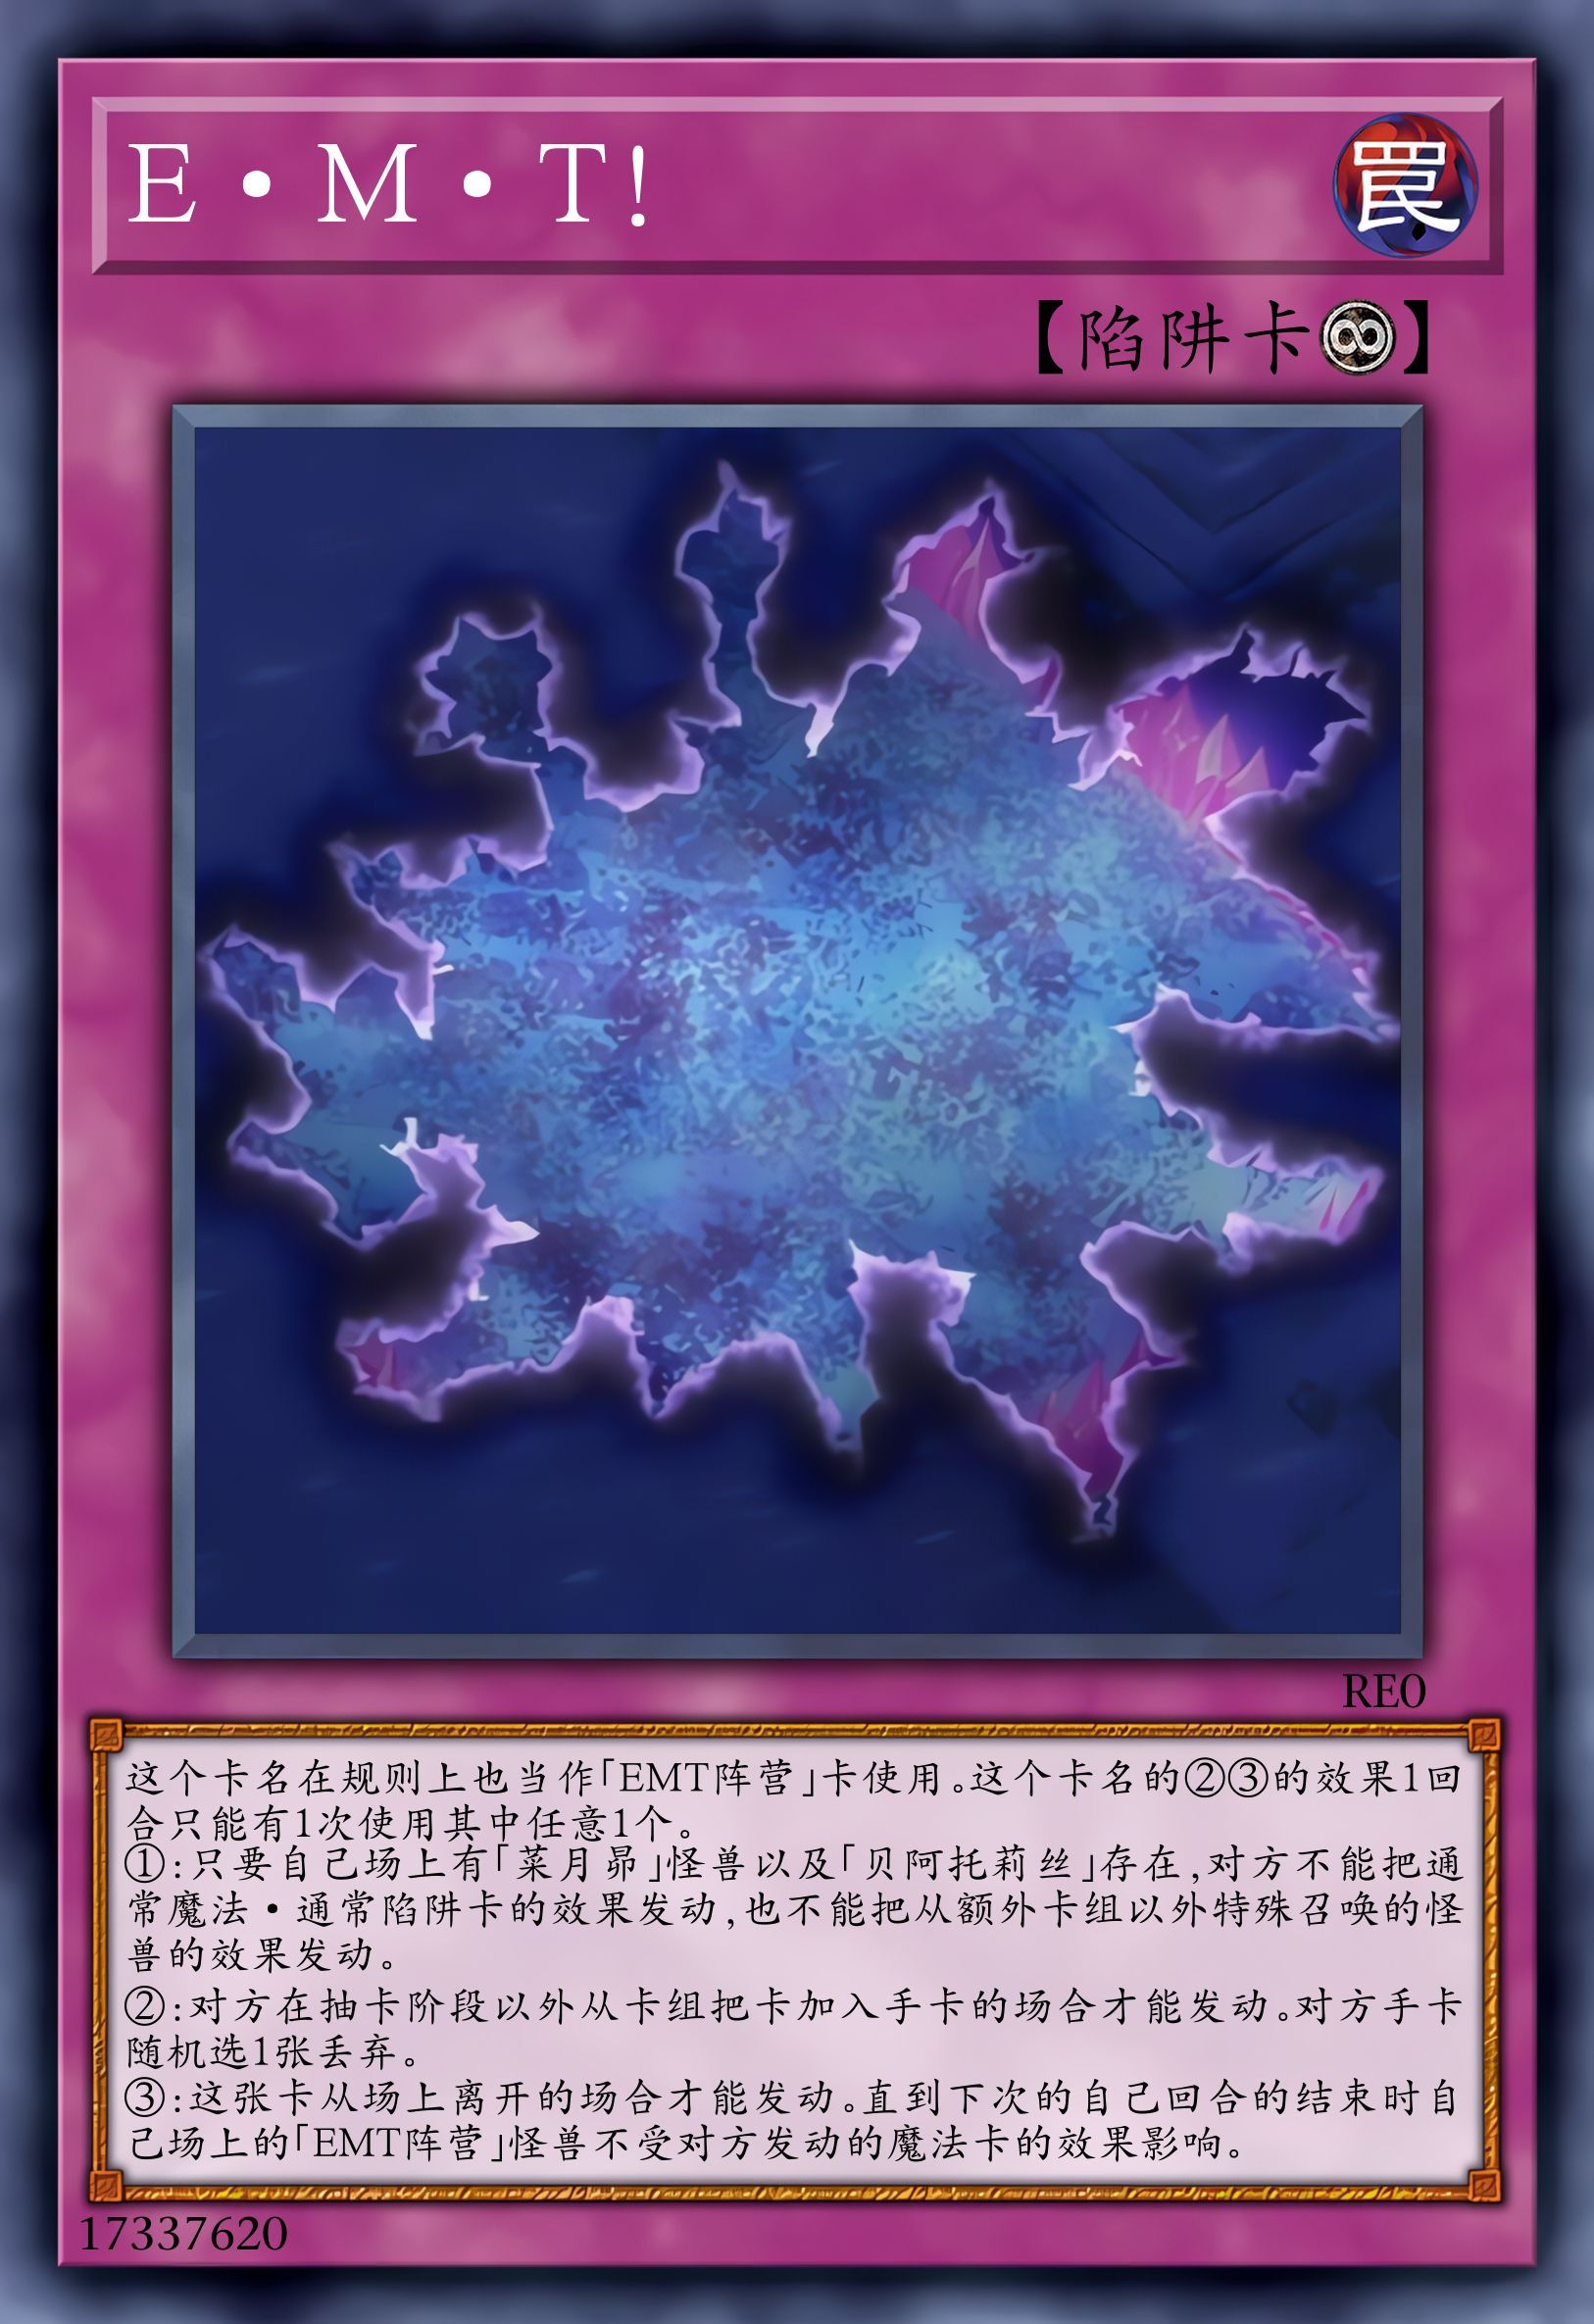 E・M・T!
罠
【陷阱卡∞】
RE0
这个卡名在规则上也当作「EMT阵营」卡使用。这个卡名的②③的效果1回
合只能有1次使用其中任意1个。
①:只要自己场上有「菜月昴」怪兽以及「贝阿托莉丝」存在,对方不能把通
常魔法・通常陷阱卡的效果发动,也不能把从额外卡组以外特殊召唤的怪
兽的效果发动。
②:对方在抽卡阶段以外从卡组把卡加入手卡的场合才能发动。对方手卡
随机选1张丢弃。
③:这张卡从场上离开的场合才能发动。直到下次的自己回合的结束时自
己场上的「EMT阵营」怪兽不受对方发动的魔法卡的效果影响。
17337620